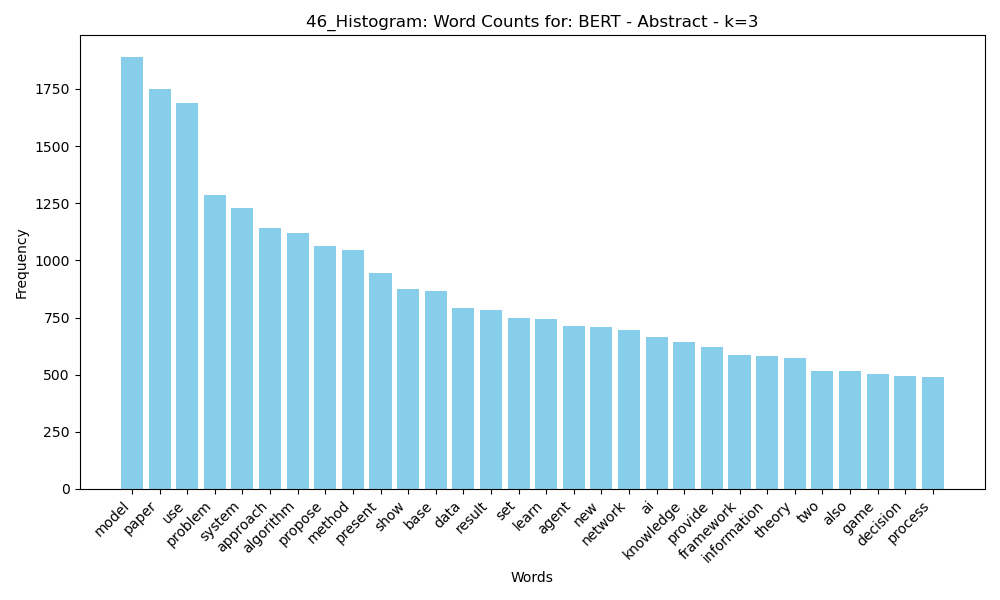 46_Histogram: Word Counts for: BERT - Abstract - k=3
Frequency
1750
1500
1250
1000
750
500
250
0
model
paper
use
problem
system
approach
algorithm
propose
method
present
show
base
data
result
set
learn
agent
new
network
ai
knowledge
provide
framework
information
theory
two
also
game
decision
process
Words